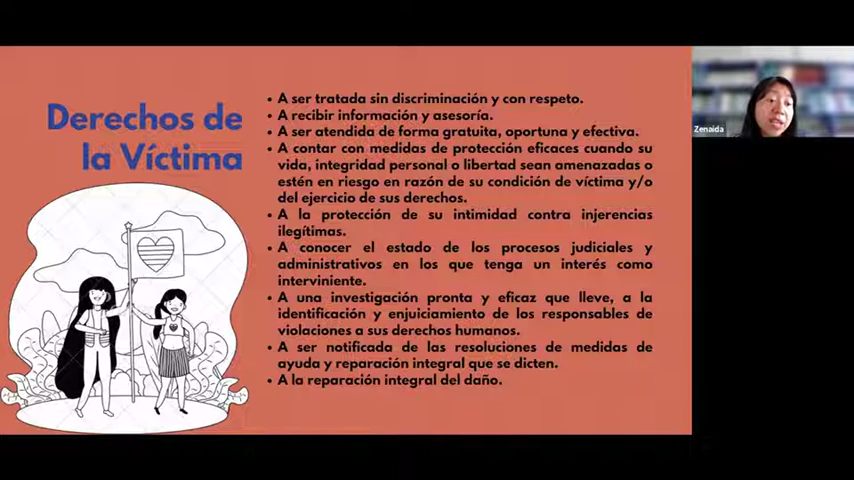 Derechos de
la Víctima
• A ser tratada sin discriminación y con respeto.
• A recibir información y asesoría.
• A ser atendida de forma gratuita, oportuna y efectiva.
• A contar con medidas de protección eficaces cuando su
vida, integridad personal o libertad sean amenazadas o
estén en riesgo en razón de su condición de víctima y/o
del ejercicio de sus derechos.
• A la protección de su intimidad contra injerencias
ilegítimas.
• A conocer el estado de los procesos judiciales y
administrativos en los que tenga un interés como
interviniente.
• A una investigación pronta y eficaz que lleve, a la
identificación y enjuiciamiento de los responsables de
violaciones a sus derechos humanos.
• A ser notificada de las resoluciones de medidas de
ayuda y reparación integral que se dicten.
• A la reparación integral del daño.
Zenaida